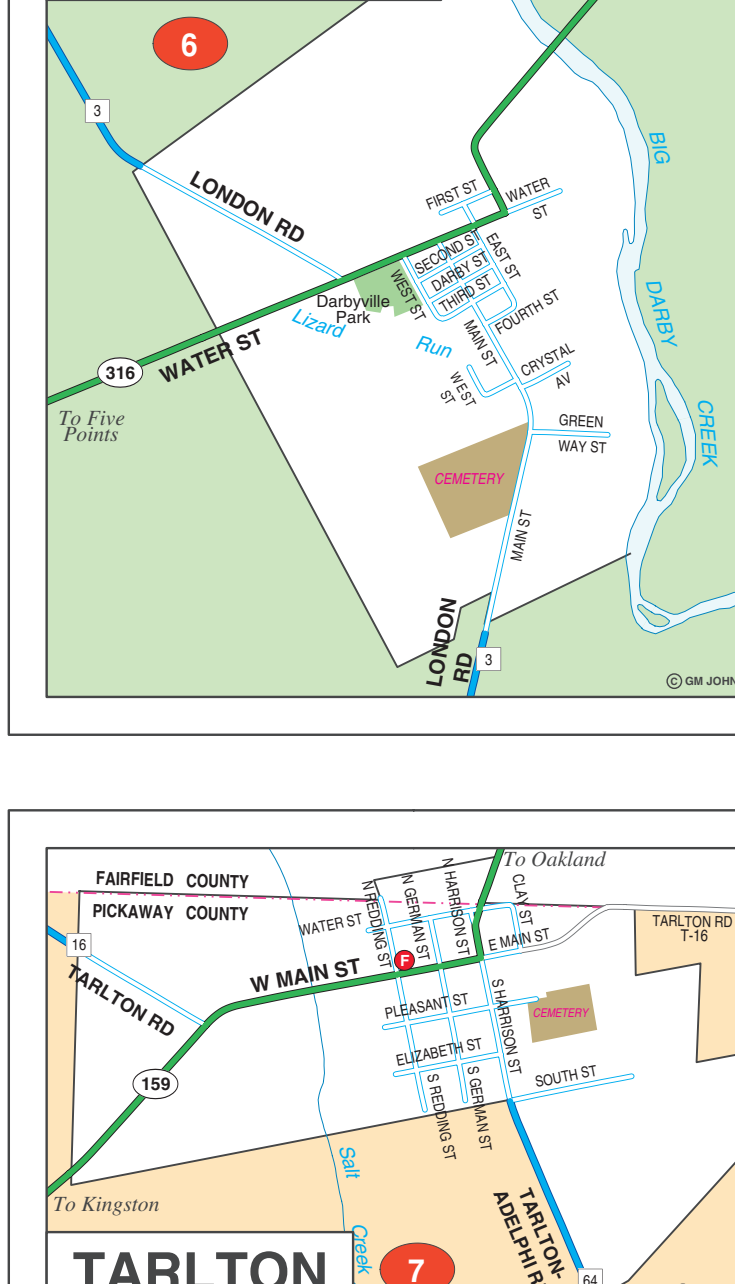 6
3
LONDON RD
FIRST ST
WATER
ST
BIG
DARBY
CREEK
SECOND ST
EAST ST
DARBY ST
THIRD ST
WEST ST
FOURTH ST
Darbyville
Park
Lizard
Run
MAIN ST
316
WATER ST
WEST
ST
CRYSTAL
AV
To Five
Points
GREEN
WAY ST
CEMETERY
MAIN ST
LONDON
RD
3
© GM JOHN
To Oakland
FAIRFIELD COUNTY
PICKAWAY COUNTY
N REDDING ST
N GERMAN ST
N HARRISON ST
CLAY ST
WATER ST
TARLTON RD
T-16
16
TARLTON RD
W MAIN ST
F
E MAIN ST
PLEASANT ST
S HARRISON ST
CEMETERY
ELIZABETH ST
SOUTH ST
159
S REDDING ST
S GERMAN ST
Salt
Creek
To Kingston
TARLTON-
ADELPHI R
64
TARLTON
7